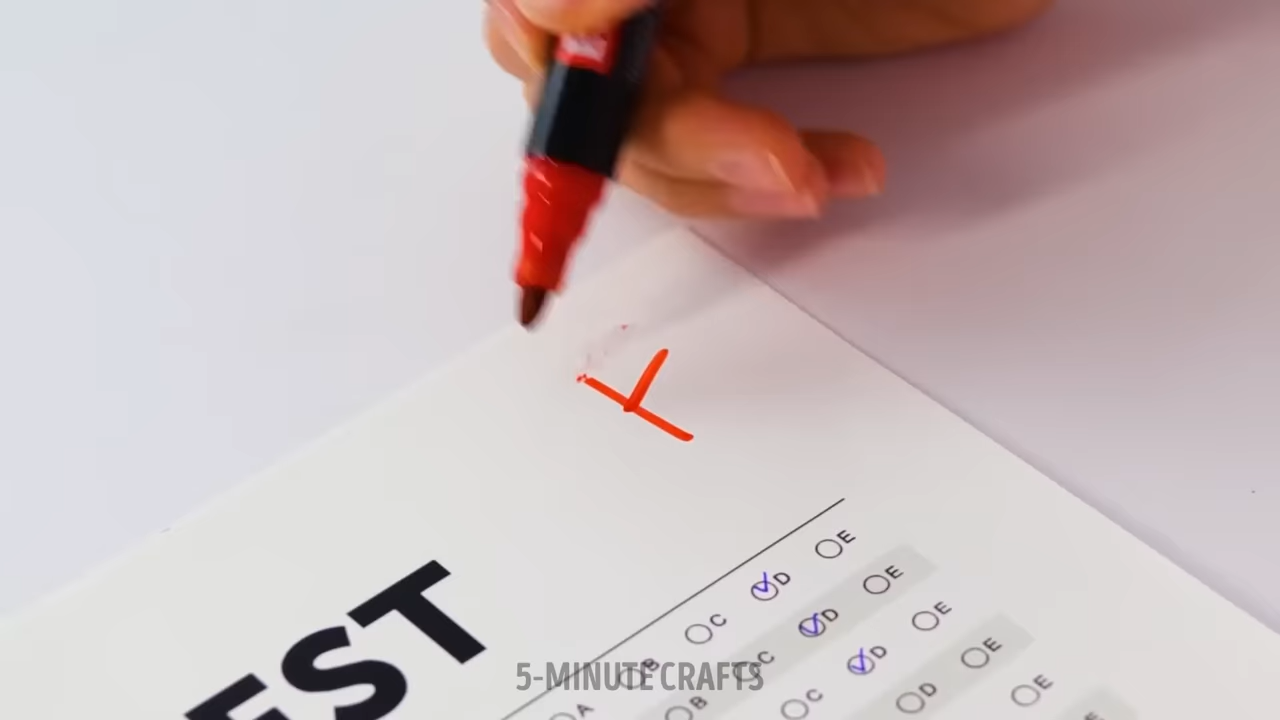 EST
A B C D E
B C D E
C D E
D E
E
5-MINUTE CRAFTS